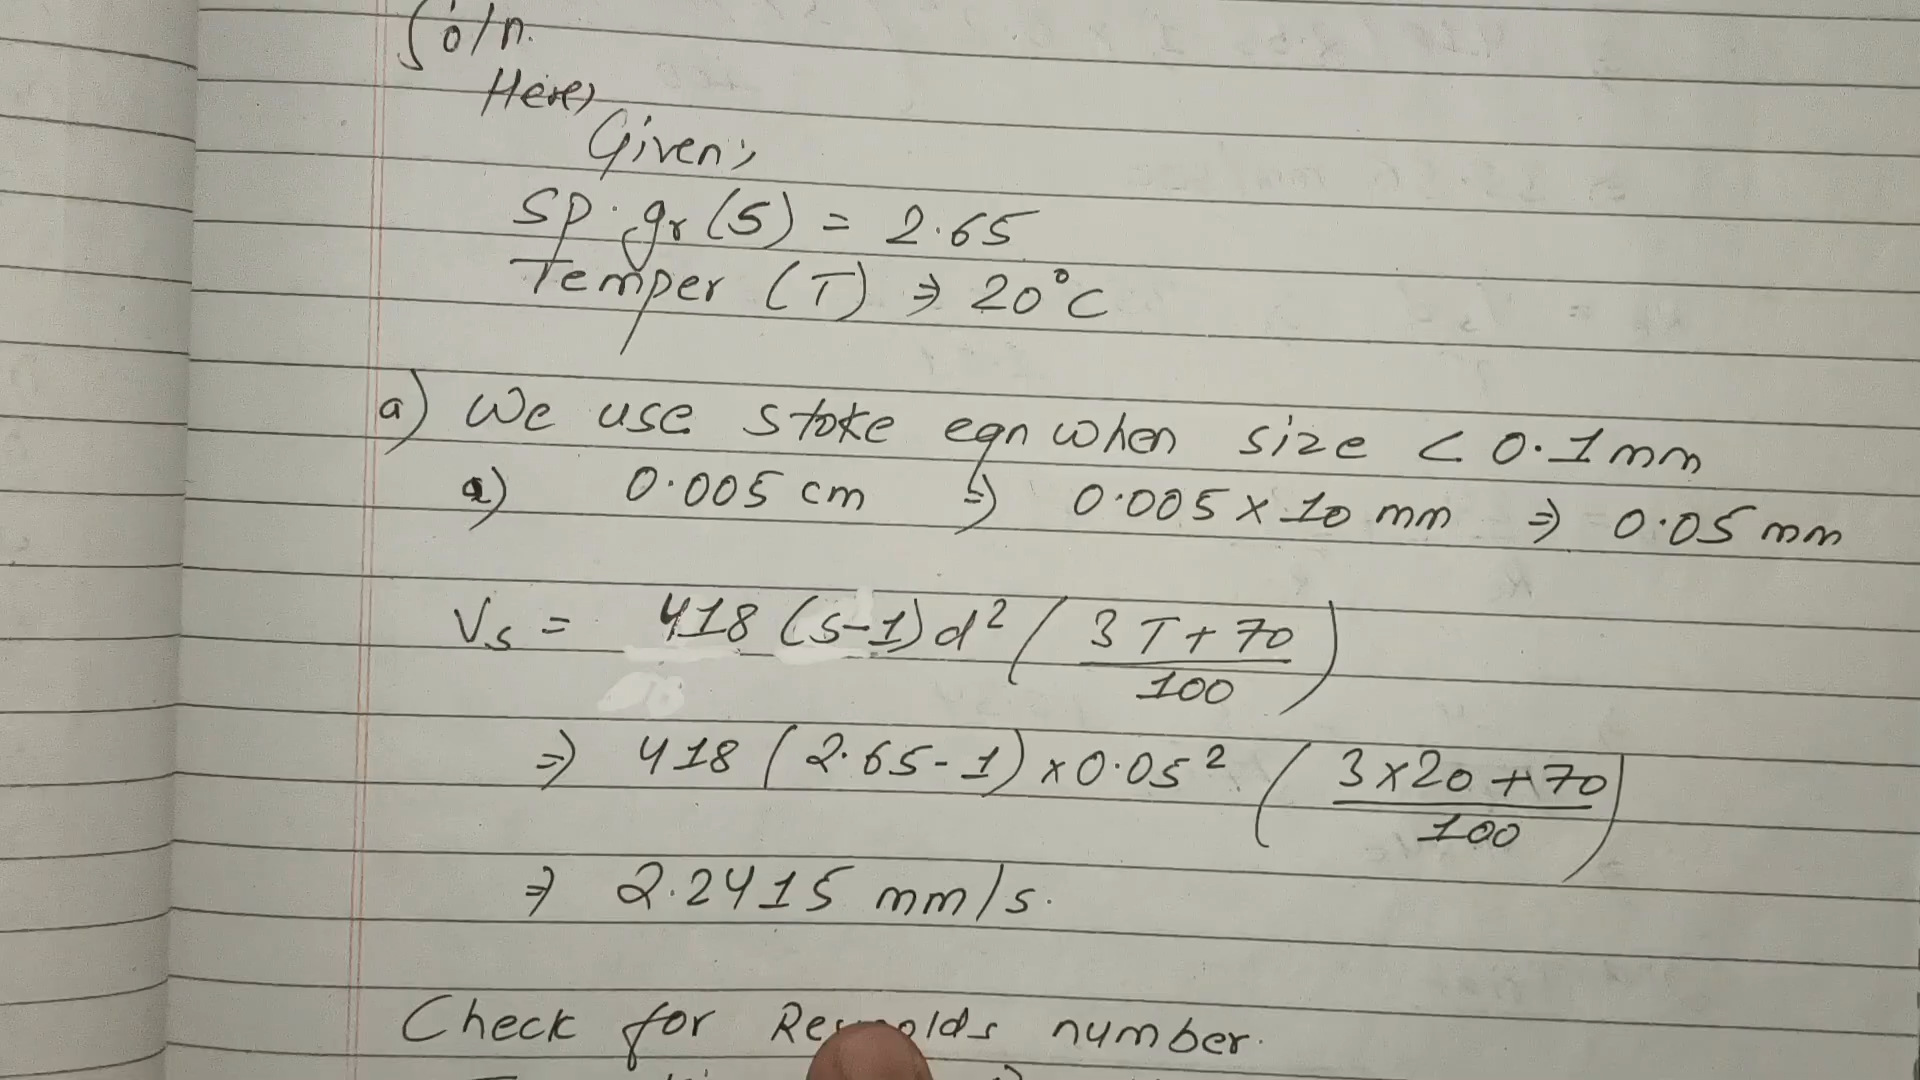 Soln.
Here,
Given,
Sp. gr (S) = 2.65
Temper (T) ⇒ 20°C
a) We use stoke eqn when size < 0.1 mm
a) 0.005 cm ⇒ 0.005 × 10 mm ⇒ 0.05 mm
Vs = 418 (S-1) d² ( 3T + 70 / 100 )
⇒ 418 ( 2.65 - 1 ) × 0.05² ( 3×20 + 70 / 100 )
⇒ 2.2415 mm/s.
Check for number.